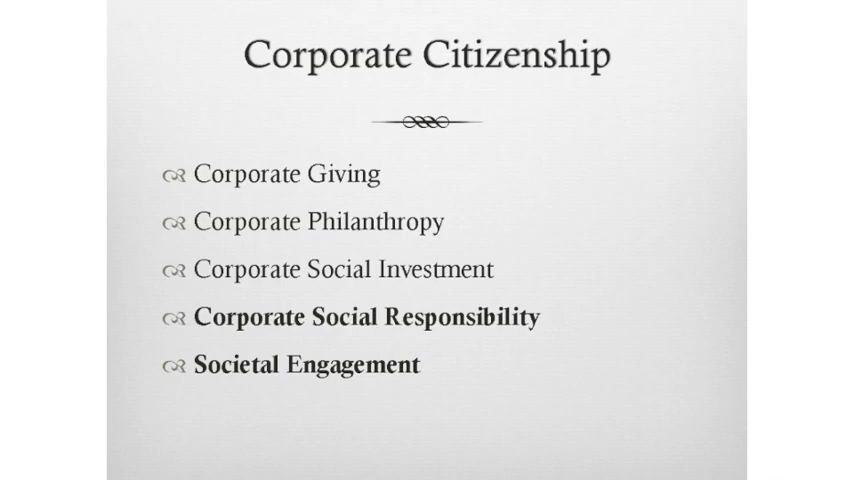 Corporate Citizenship
Corporate Giving
Corporate Philanthropy
Corporate Social Investment
Corporate Social Responsibility
Societal Engagement